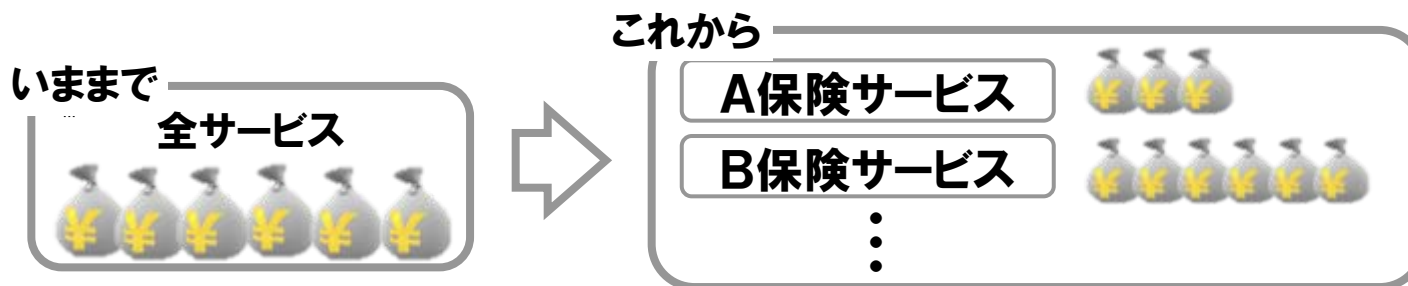 いままで
全サービス
¥ ¥ ¥ ¥ ¥ ¥
これから
A保険サービス
¥ ¥ ¥
B保険サービス
¥ ¥ ¥ ¥ ¥ ¥